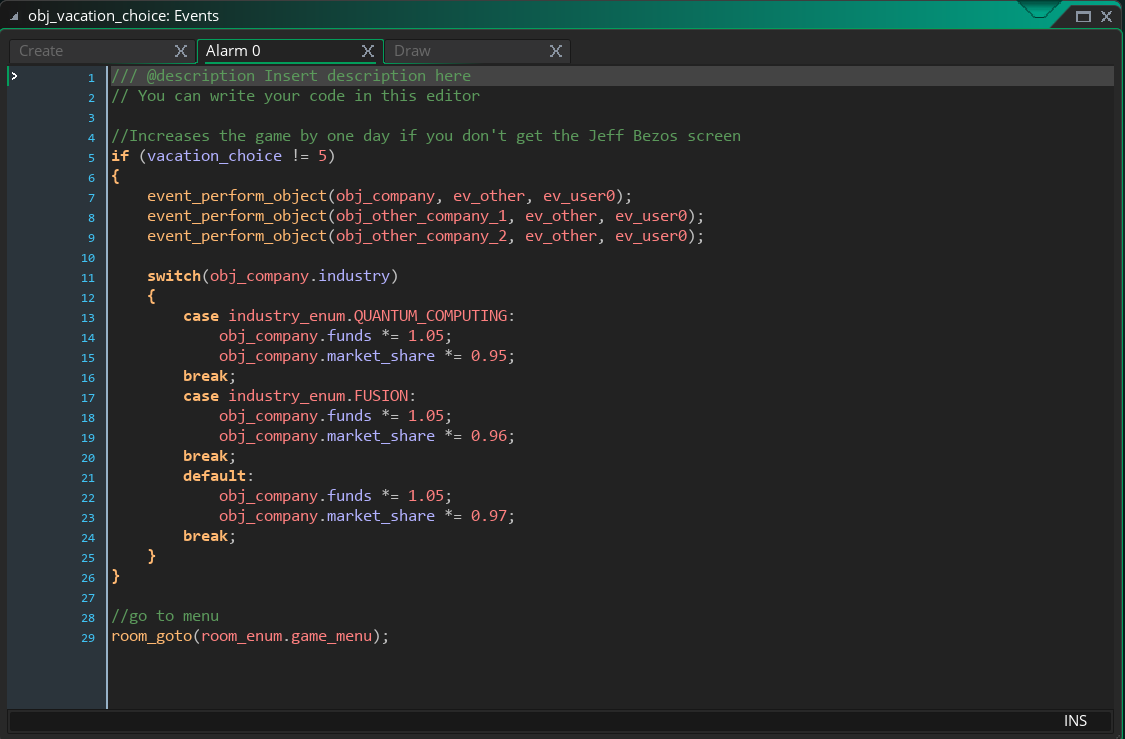 obj_vacation_choice: Events
Create
Alarm 0
Draw
1 /// @description Insert description here
2 // You can write your code in this editor
3
4 //Increases the game by one day if you don't get the Jeff Bezos screen
5 if (vacation_choice != 5)
6 {
7 event_perform_object(obj_company, ev_other, ev_user0);
8 event_perform_object(obj_other_company_1, ev_other, ev_user0);
9 event_perform_object(obj_other_company_2, ev_other, ev_user0);
10
11 switch(obj_company.industry)
12 {
13 case industry_enum.QUANTUM_COMPUTING:
14 obj_company.funds *= 1.05;
15 obj_company.market_share *= 0.95;
16 break;
17 case industry_enum.FUSION:
18 obj_company.funds *= 1.05;
19 obj_company.market_share *= 0.96;
20 break;
21 default:
22 obj_company.funds *= 1.05;
23 obj_company.market_share *= 0.97;
24 break;
25 }
26 }
27
28 //go to menu
29 room_goto(room_enum.game_menu);
INS